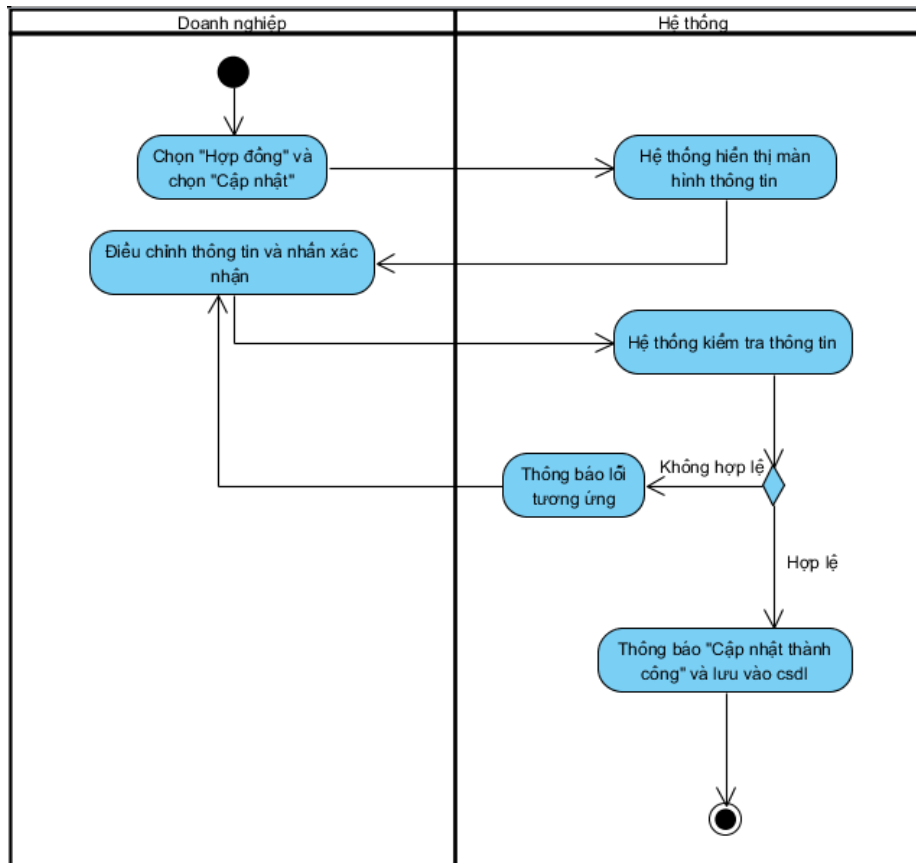 Doanh nghiệp
Hệ thống
Chọn "Hợp đồng" và
chọn "Cập nhật"
Hệ thống hiển thị màn
hình thông tin
Điều chỉnh thông tin và nhấn xác
nhận
Hệ thống kiểm tra thông tin
Không hợp lệ
Thông báo lỗi
tương ứng
Hợp lệ
Thông báo "Cập nhật thành
công" và lưu vào csdl